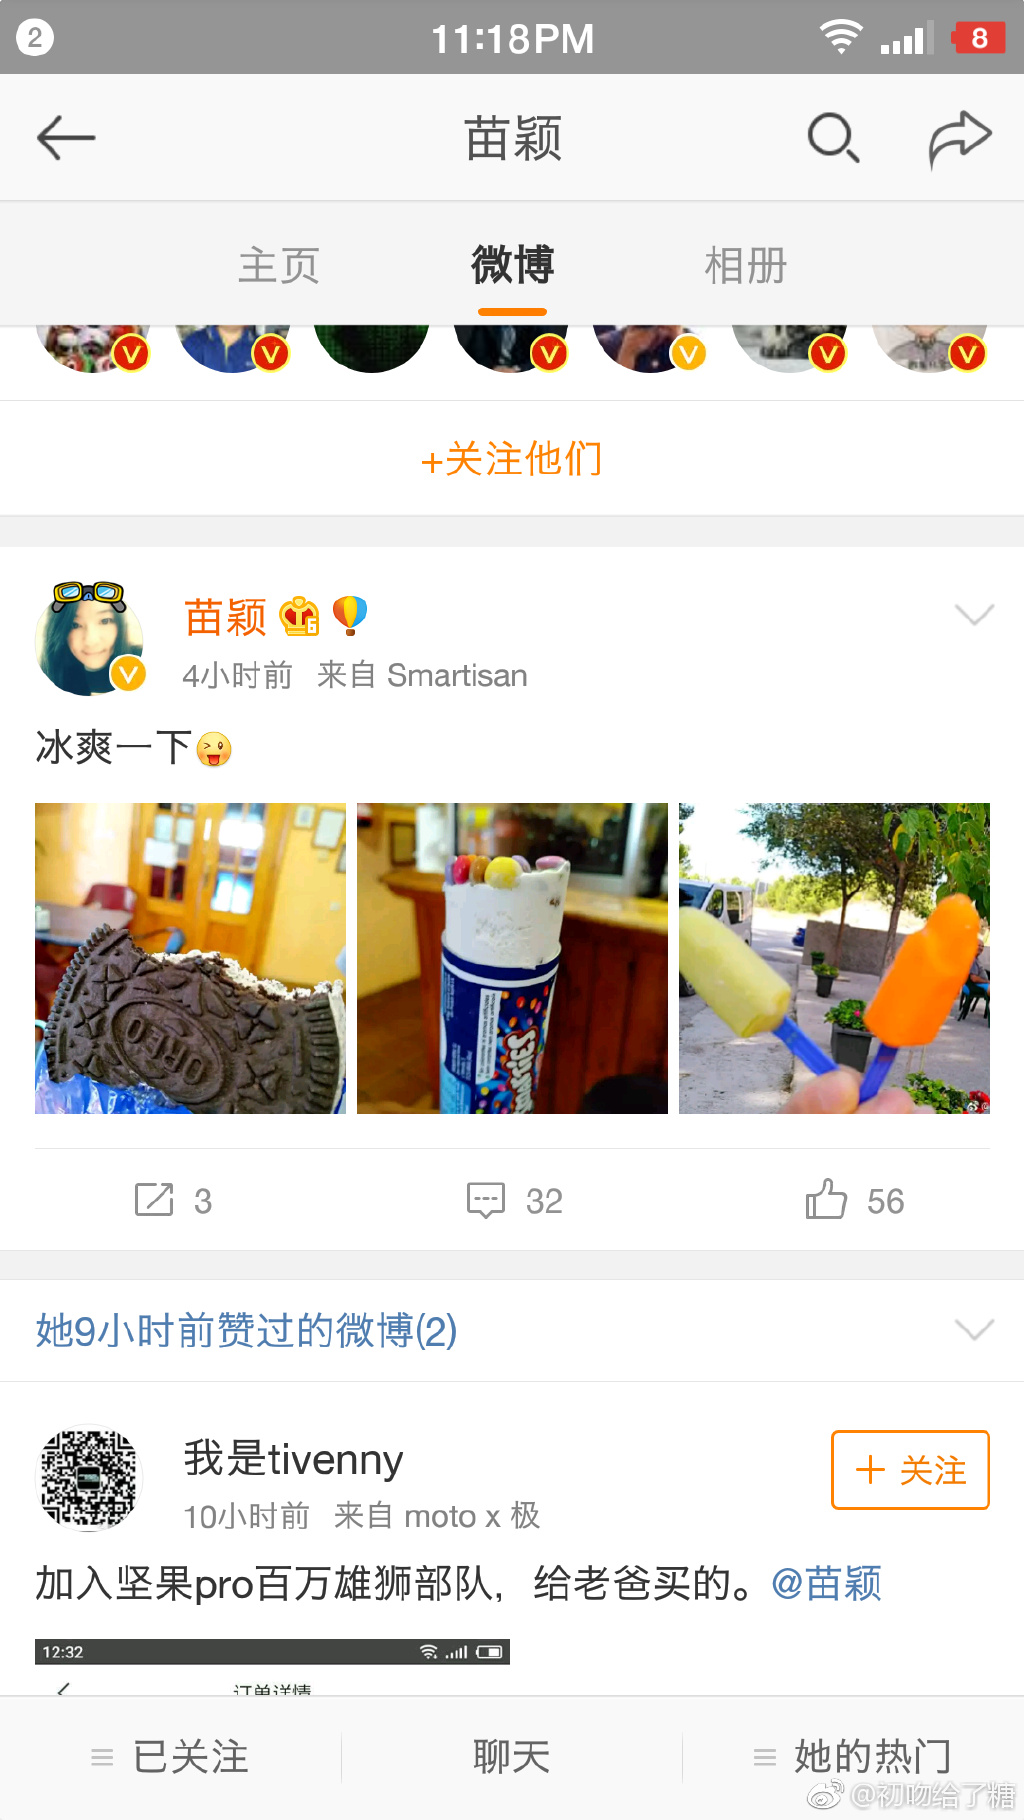 2
11:18PM
8
苗颖
主页
微博
相册
+关注他们
苗颖
6
4小时前 来自 Smartisan
冰爽一下
OREO
SMARTIES
3
32
56
她9小时前赞过的微博(2)
我是tivenny
10小时前 来自 moto x 极
+ 关注
加入坚果pro百万雄狮部队，给老爸买的。@苗颖
12:32
订单详情
已关注
聊天
她的热门
@初吻给了糖